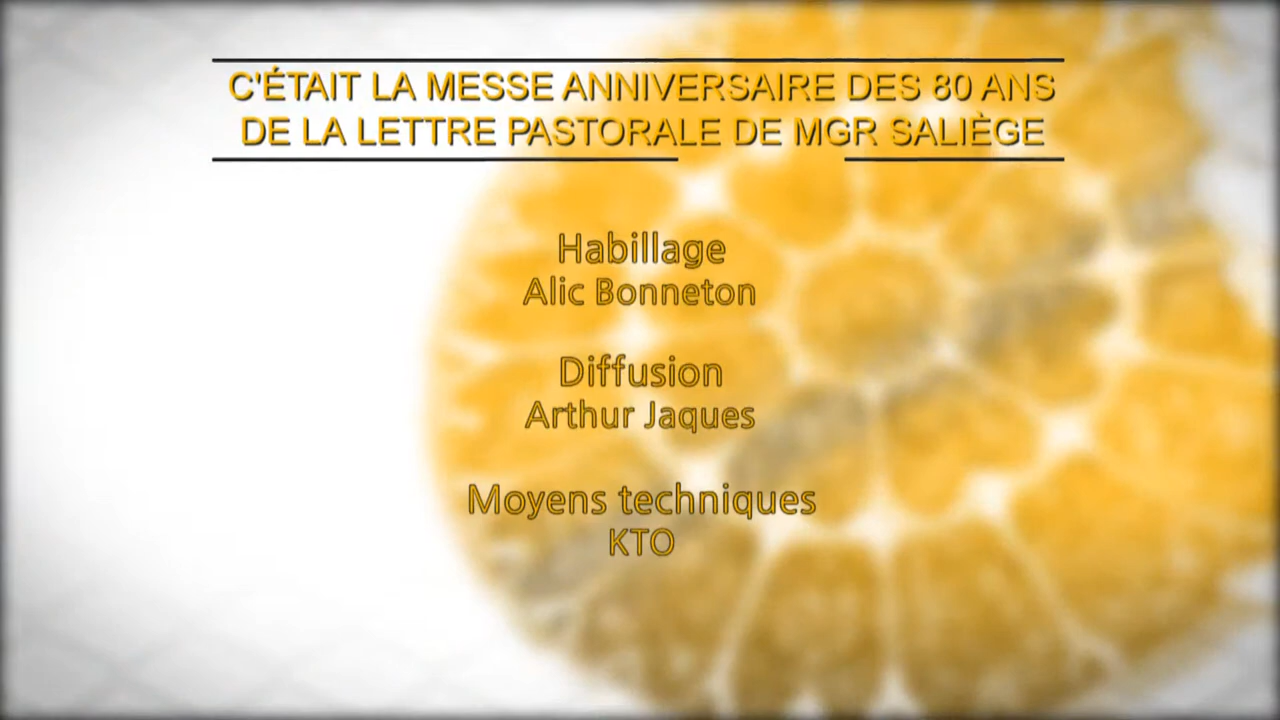 C'ÉTAIT LA MESSE ANNIVERSAIRE DES 80 ANS
DE LA LETTRE PASTORALE DE MGR SALIÈGE
Habillage
Alic Bonneton
Diffusion
Arthur Jaques
Moyens techniques
KTO